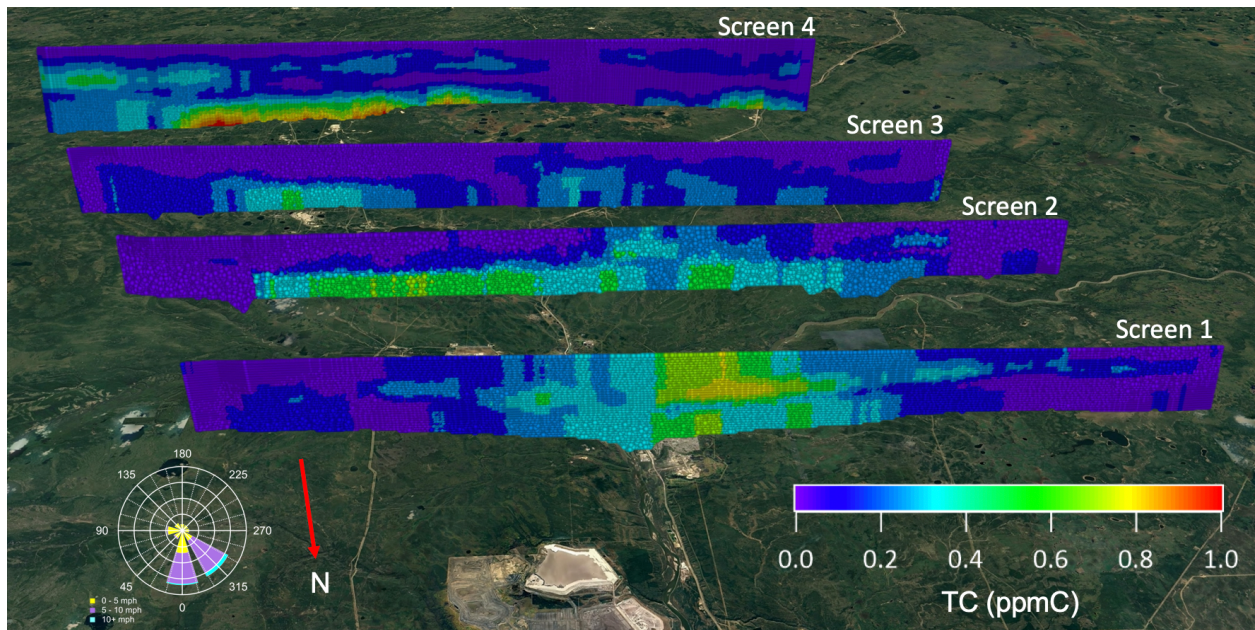 Screen 4
Screen 3
Screen 2
Screen 1
180
135
225
90
270
45
315
0
0 - 5 mph
5 - 10 mph
10+ mph
N
0.0
0.2
0.4
0.6
0.8
1.0
TC (ppmC)